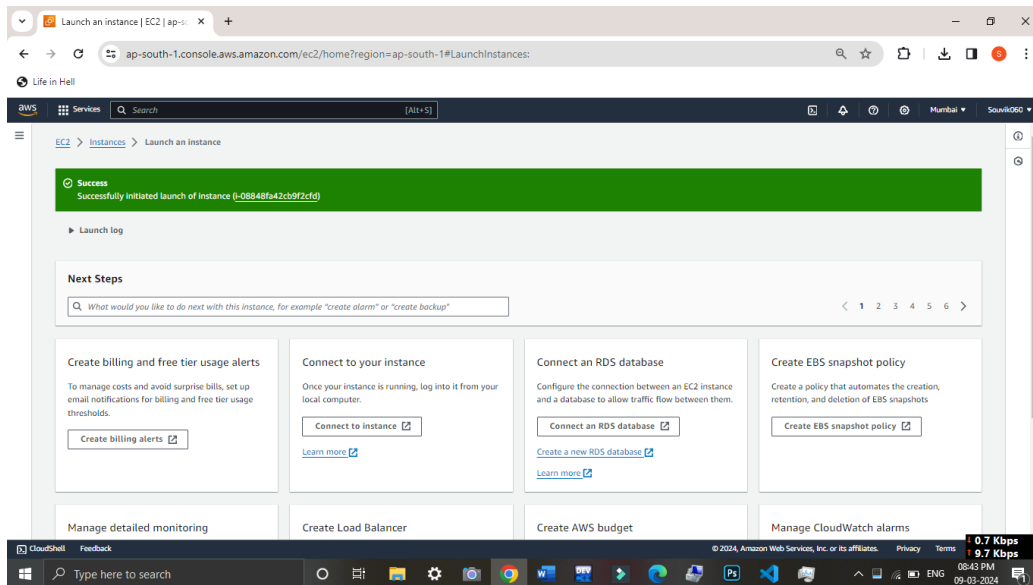 Launch an instance | EC2 | ap-sc
ap-south-1.console.aws.amazon.com/ec2/home?region=ap-south-1#LaunchInstances:
S
Life in Hell
aws Services Search [Alt+S] Mumbai Souvik060
EC2 > Instances > Launch an instance
Success
Successfully initiated launch of instance (i-08848fa42cb9f2cfd)
Launch log
Next Steps
What would you like to do next with this instance, for example "create alarm" or "create backup"
1 2 3 4 5 6
Create billing and free tier usage alerts
To manage costs and avoid surprise bills, set up
email notifications for billing and free tier usage
thresholds.
Create billing alerts
Connect to your instance
Once your instance is running, log into it from your
local computer.
Connect to instance
Learn more
Connect an RDS database
Configure the connection between an EC2 instance
and a database to allow traffic flow between them.
Connect an RDS database
Create a new RDS database
Learn more
Create EBS snapshot policy
Create a policy that automates the creation,
retention, and deletion of EBS snapshots
Create EBS snapshot policy
Manage detailed monitoring
Create Load Balancer
Create AWS budget
Manage CloudWatch alarms
CloudShell Feedback © 2024, Amazon Web Services, Inc. or its affiliates. Privacy Terms
0.7 Kbps
9.7 Kbps
Type here to search
DEV
Ps
ENG
08:43 PM
09-03-2024